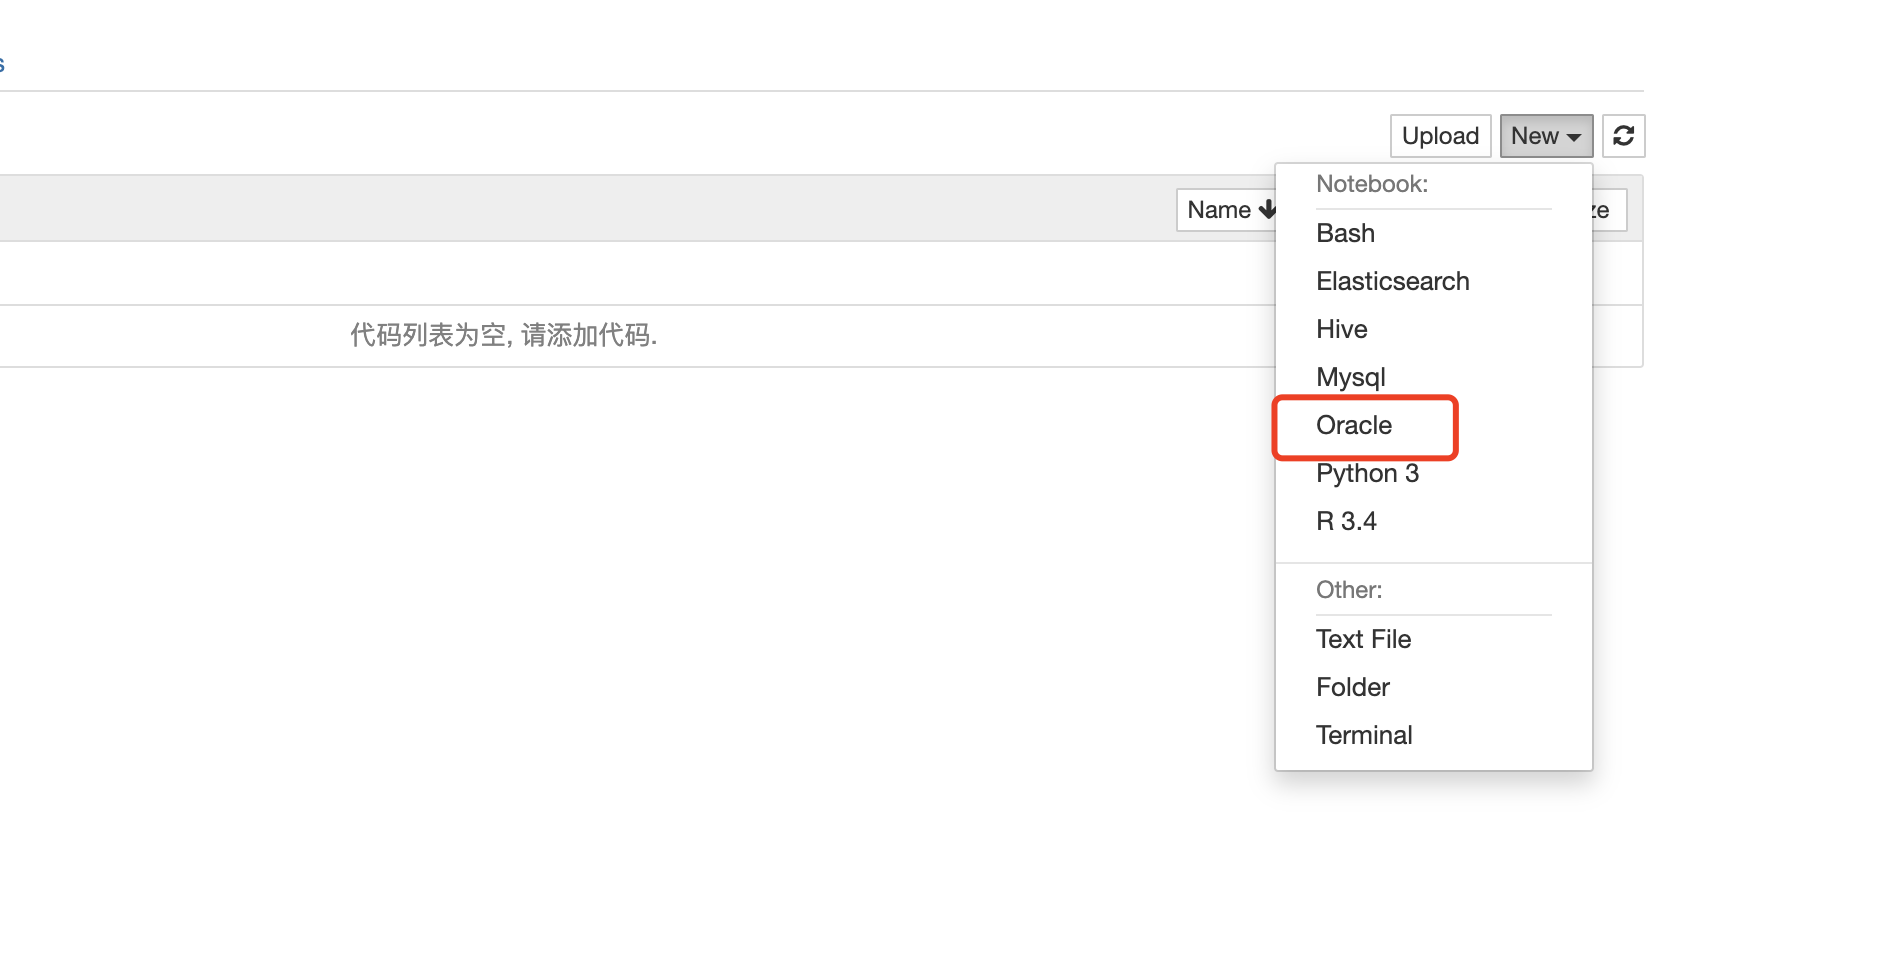 Upload New
Notebook:
Name
Bash
Elasticsearch
Hive
代码列表为空, 请添加代码.
Mysql
Oracle
Python 3
R 3.4
Other:
Text File
Folder
Terminal